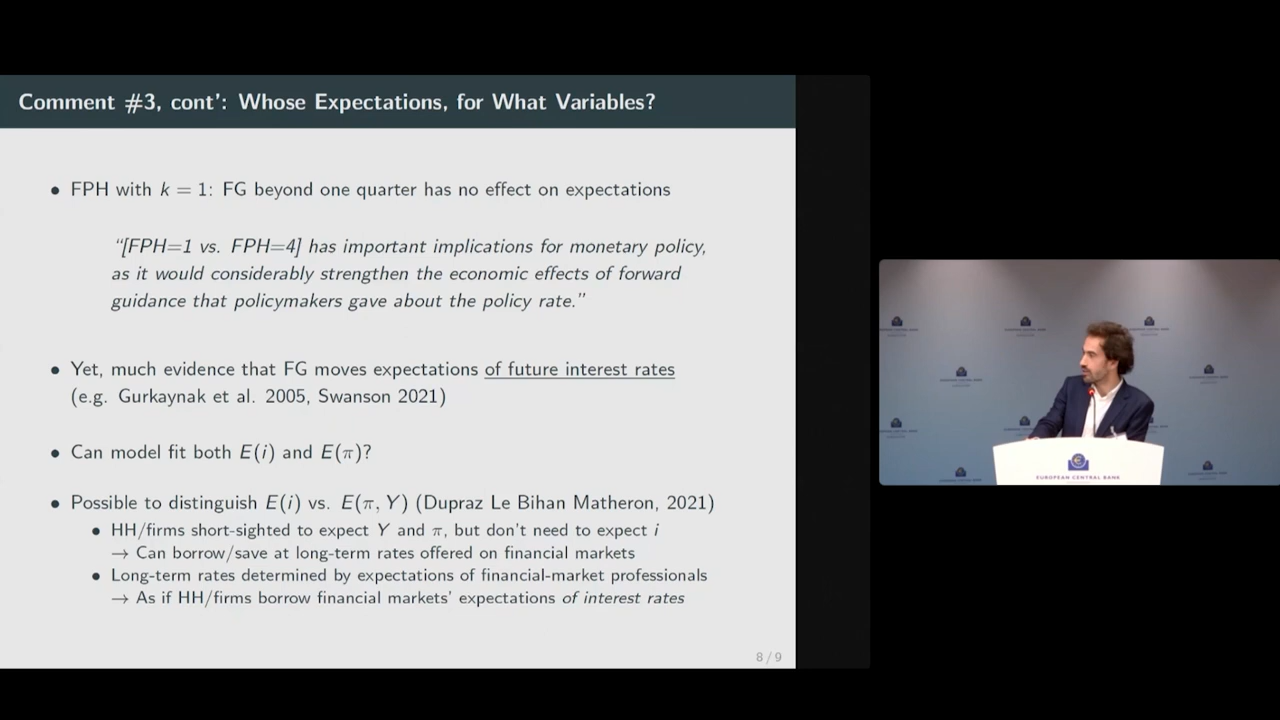 Comment #3, cont': Whose Expectations, for What Variables?
• FPH with k = 1: FG beyond one quarter has no effect on expectations
"[FPH=1 vs. FPH=4] has important implications for monetary policy,
as it would considerably strengthen the economic effects of forward
guidance that policymakers gave about the policy rate."
• Yet, much evidence that FG moves expectations of future interest rates
(e.g. Gurkaynak et al. 2005, Swanson 2021)
• Can model fit both E(i) and E(π)?
• Possible to distinguish E(i) vs. E(π, Y) (Dupraz Le Bihan Matheron, 2021)
• HH/firms short-sighted to expect Y and π, but don't need to expect i
→ Can borrow/save at long-term rates offered on financial markets
• Long-term rates determined by expectations of financial-market professionals
→ As if HH/firms borrow financial markets' expectations of interest rates
8 / 9
EUROPEAN CENTRAL BANK